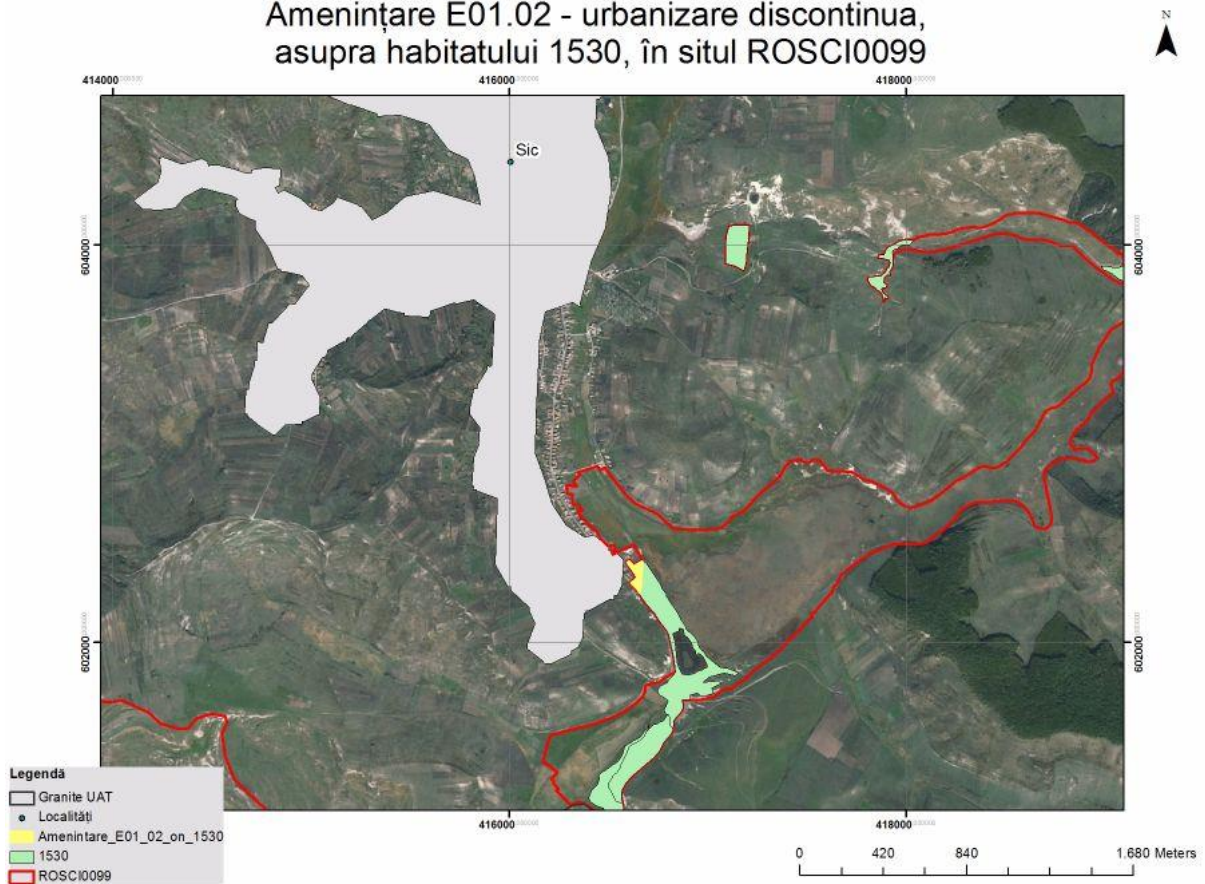 Amenințare E01.02 - urbanizare discontinua,
asupra habitatului 1530, în situl ROSCI0099
N
414000
416000
418000
Sic
604000
604000
602000
602000
416000
418000
Legendă
Granite UAT
Localități
Amenintare_E01_02_on_1530
1530
ROSCI0099
0 420 840 1.680 Meters